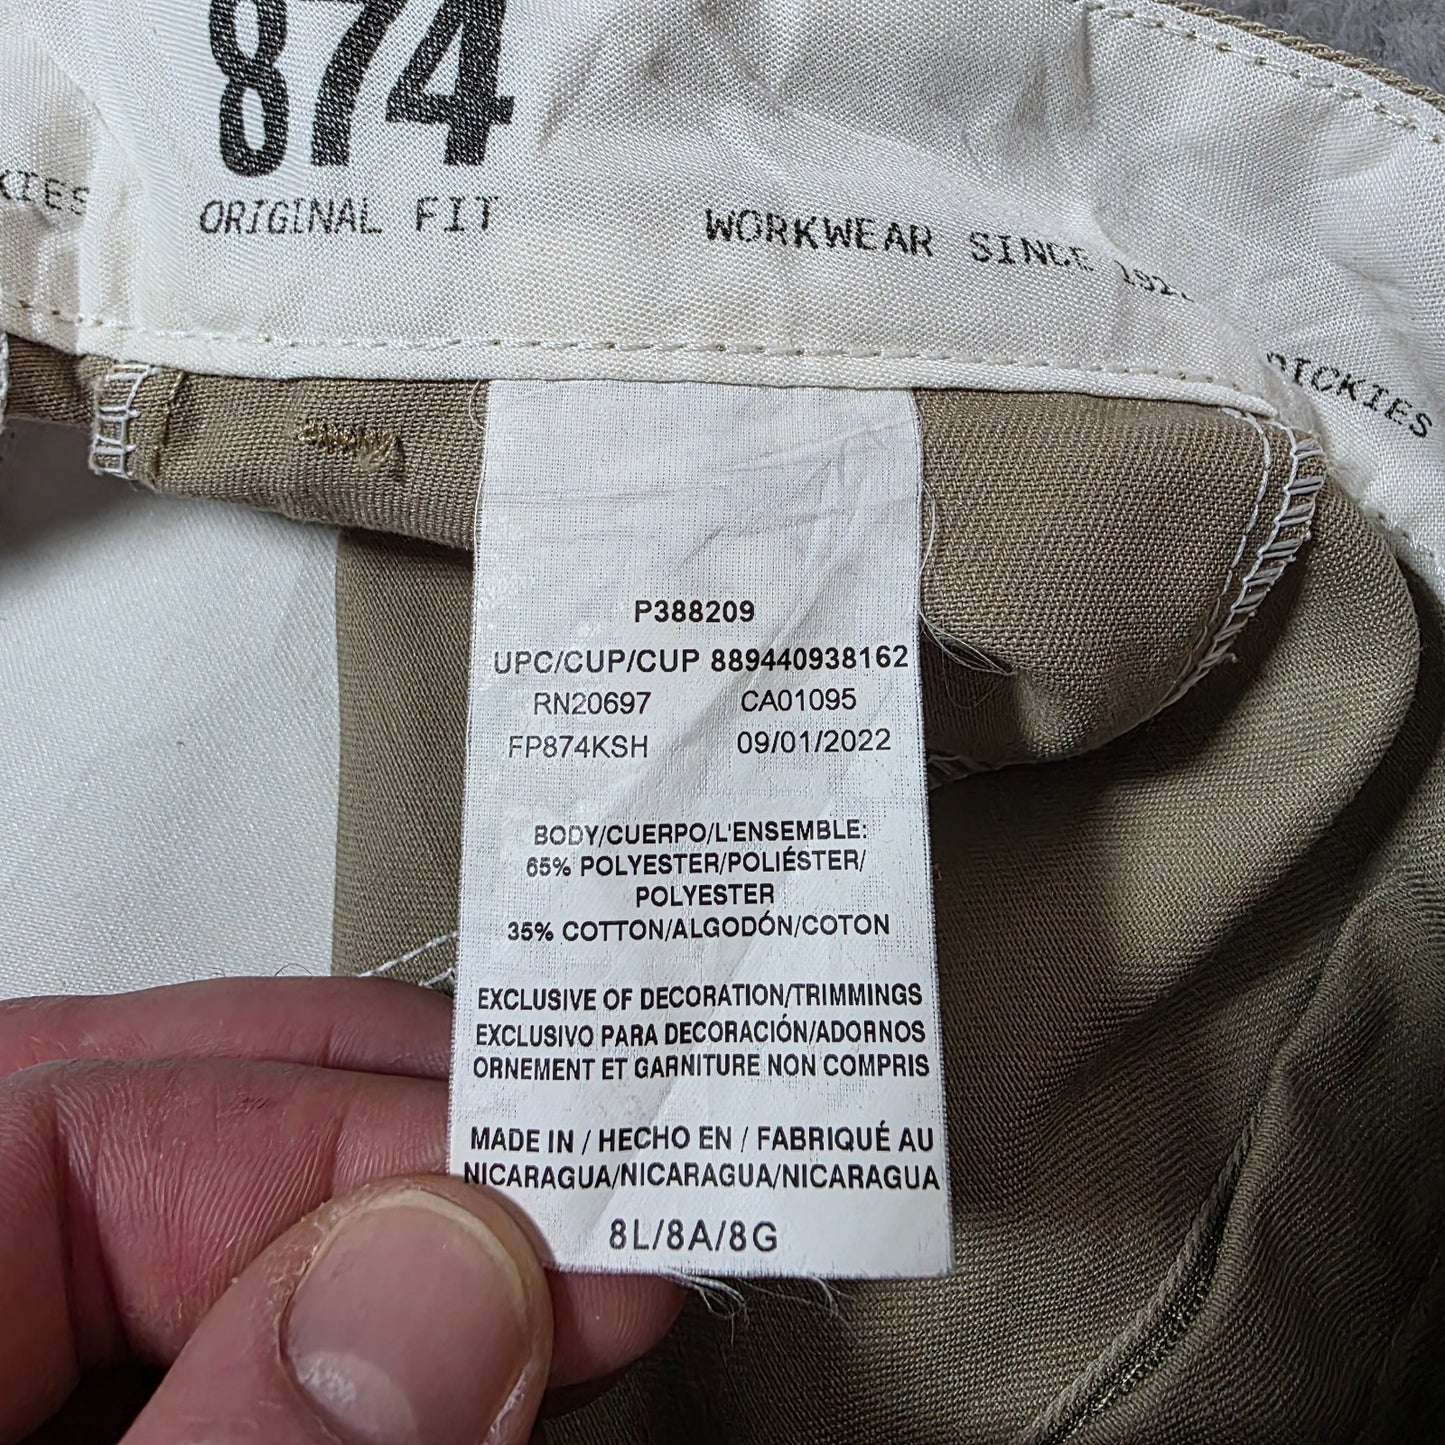 874
ORIGINAL FIT
KIES
WORKWEAR SINCE
DICKIES
P388209
UPC/CUP/CUP 889440938162
RN20697 CA01095
FP874KSH 09/01/2022
BODY/CUERPO/L'ENSEMBLE:
65% POLYESTER/POLIÉSTER/
POLYESTER
35% COTTON/ALGODÓN/COTON
EXCLUSIVE OF DECORATION/TRIMMINGS
EXCLUSIVO PARA DECORACIÓN/ADORNOS
ORNEMENT ET GARNITURE NON COMPRIS
MADE IN / HECHO EN / FABRIQUÉ AU
NICARAGUA/NICARAGUA/NICARAGUA
8L/8A/8G